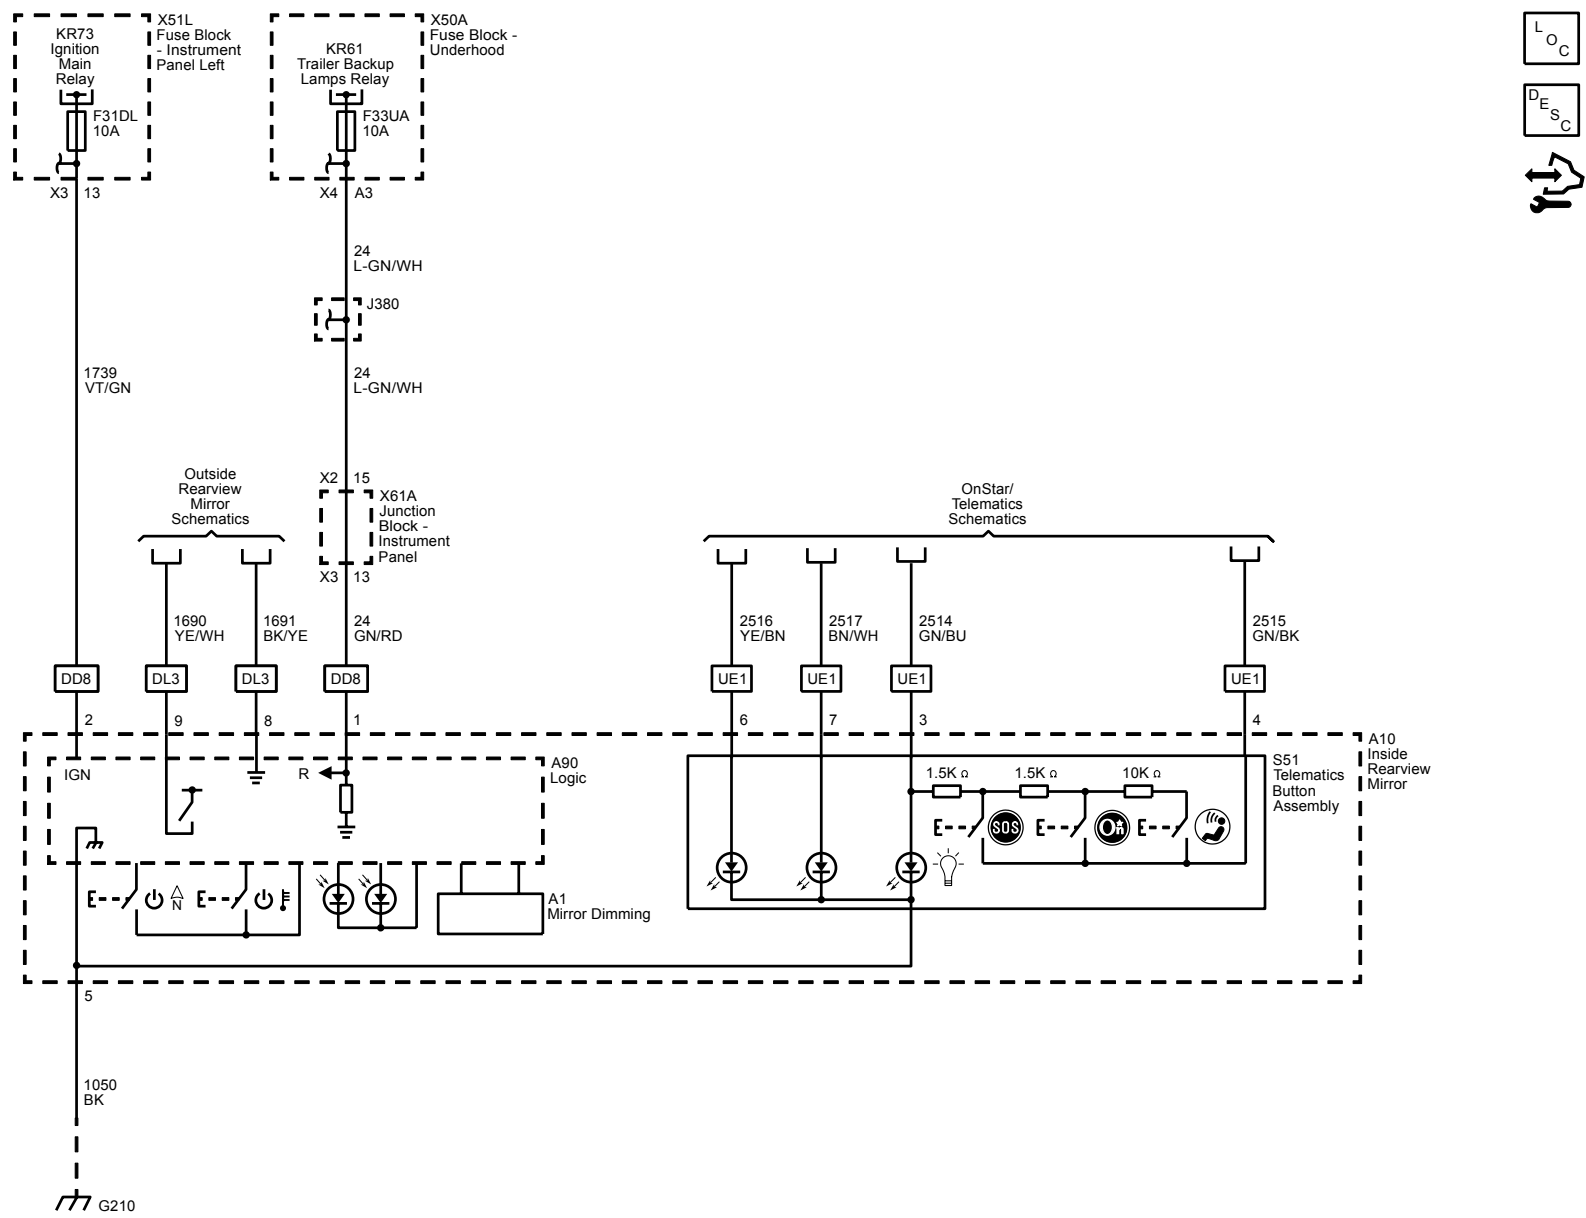 KR73
Ignition
Main
Relay
F31DL
10A
X51L
Fuse Block
- Instrument
Panel Left
X3 13
KR61
Trailer Backup
Lamps Relay
F33UA
10A
X50A
Fuse Block -
Underhood
X4 A3
L
O
C
D
E
S
C
24
L-GN/WH
J380
1739
VT/GN
24
L-GN/WH
Outside
Rearview
Mirror
Schematics
X2 15
X61A
Junction
Block -
Instrument
Panel
X3 13
OnStar/
Telematics
Schematics
1690
YE/WH
1691
BK/YE
24
GN/RD
2516
YE/BN
2517
BN/WH
2514
GN/BU
2515
GN/BK
DD8
DL3
DL3
DD8
UE1
UE1
UE1
UE1
2
9
8
1
6
7
3
4
A10
Inside
Rearview
Mirror
IGN
R
A90
Logic
1.5K Ω
1.5K Ω
10K Ω
S51
Telematics
Button
Assembly
SOS
On
N
A1
Mirror Dimming
5
1050
BK
G210